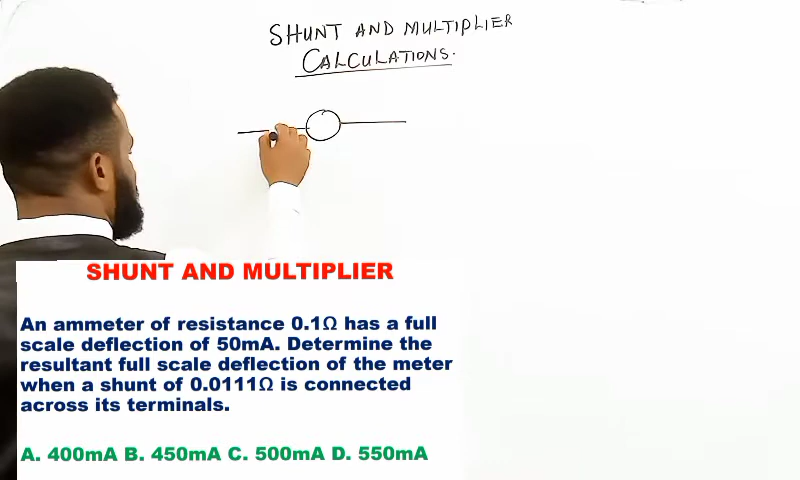 SHUNT AND MULTIPLIER
CALCULATIONS.
SHUNT AND MULTIPLIER
An ammeter of resistance 0.1Ω has a full
scale deflection of 50mA. Determine the
resultant full scale deflection of the meter
when a shunt of 0.0111Ω is connected
across its terminals.
A. 400mA B. 450mA C. 500mA D. 550mA